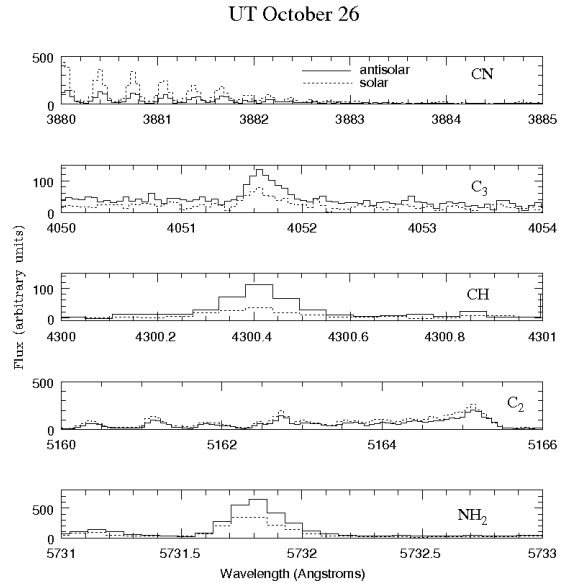 UT October 26
500
0
antisolar
solar
CN
3880 3881 3882 3883 3884 3885
100
0
C3
4050 4051 4052 4053 4054
100
0
CH
4300 4300.2 4300.4 4300.6 4300.8 4301
Flux (arbitrary units)
500
0
C2
5160 5162 5164 5166
500
0
NH2
5731 5731.5 5732 5732.5 5733
Wavelength (Angstroms)